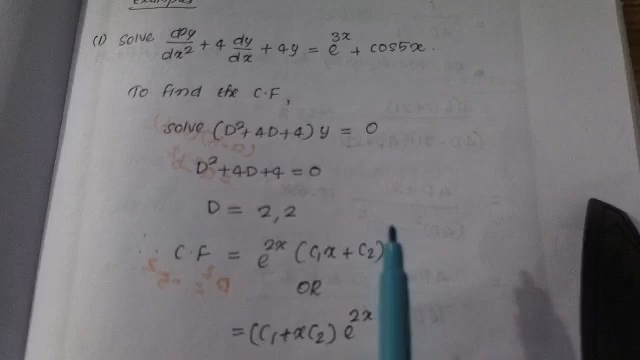 Examples
(1) Solve d²y/dx² + 4 dy/dx + 4y = e^3x + cos5x.
To find the C.F,
solve (D²+4D+4) y = 0
D²+4D+4 = 0
D = 2, 2
∴ C.F = e^2x (C₁x + C₂)
OR
= (C₁+xC₂) e^2x